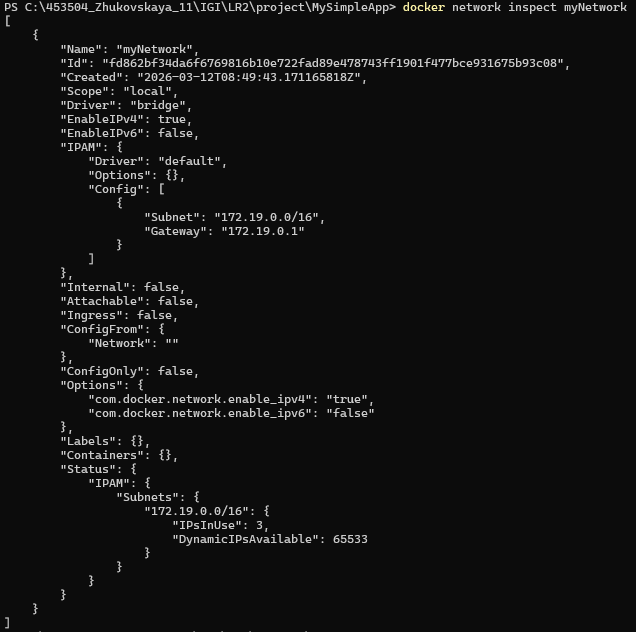 PS C:\453504_Zhukovskaya_11\IGI\LR2\project\MySimpleApp> docker network inspect myNetwork
[
    {
        "Name": "myNetwork",
        "Id": "fd862bf34da6f6769816b10e722fad89e478743ff1901f477bce931675b93c08",
        "Created": "2026-03-12T08:49:43.171165818Z",
        "Scope": "local",
        "Driver": "bridge",
        "EnableIPv4": true,
        "EnableIPv6": false,
        "IPAM": {
            "Driver": "default",
            "Options": {},
            "Config": [
                {
                    "Subnet": "172.19.0.0/16",
                    "Gateway": "172.19.0.1"
                }
            ]
        },
        "Internal": false,
        "Attachable": false,
        "Ingress": false,
        "ConfigFrom": {
            "Network": ""
        },
        "ConfigOnly": false,
        "Options": {
            "com.docker.network.enable_ipv4": "true",
            "com.docker.network.enable_ipv6": "false"
        },
        "Labels": {},
        "Containers": {},
        "Status": {
            "IPAM": {
                "Subnets": {
                    "172.19.0.0/16": {
                        "IPsInUse": 3,
                        "DynamicIPsAvailable": 65533
                    }
                }
            }
        }
    }
]